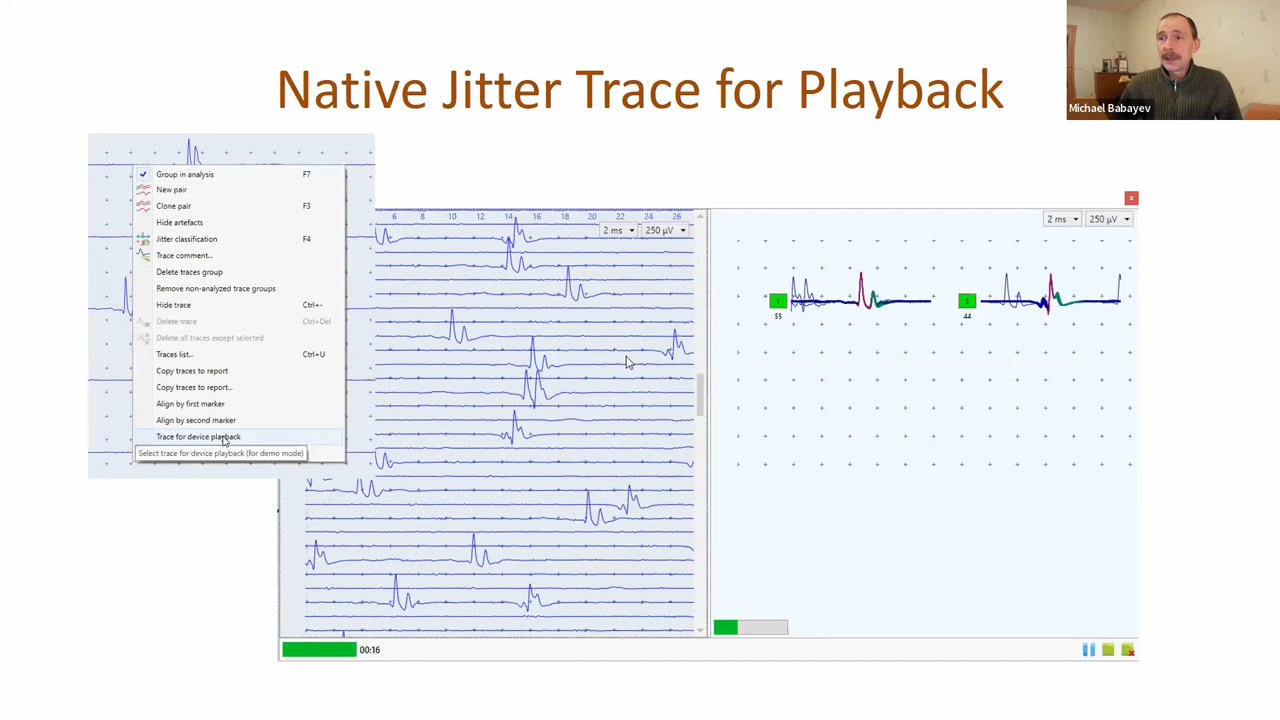 Native Jitter Trace for Playback
Michael Babayev
Group in analysis F7
New pair
Clone pair F3
Hide artefacts
Jitter classification F4
Trace comment...
Delete traces group
Remove non-analyzed trace groups
Hide trace Ctrl+-
Delete trace Ctrl+Del
Delete all traces except selected
Traces list... Ctrl+U
Copy traces to report
Copy traces to report...
Align by first marker
Align by second marker
Trace for device playback
Select trace for device playback (for demo mode)
6 8 10 12 14 16 18 20 22 24 26
2 ms 250 µV
x
2 ms 250 µV
1
55
2
44
00:16